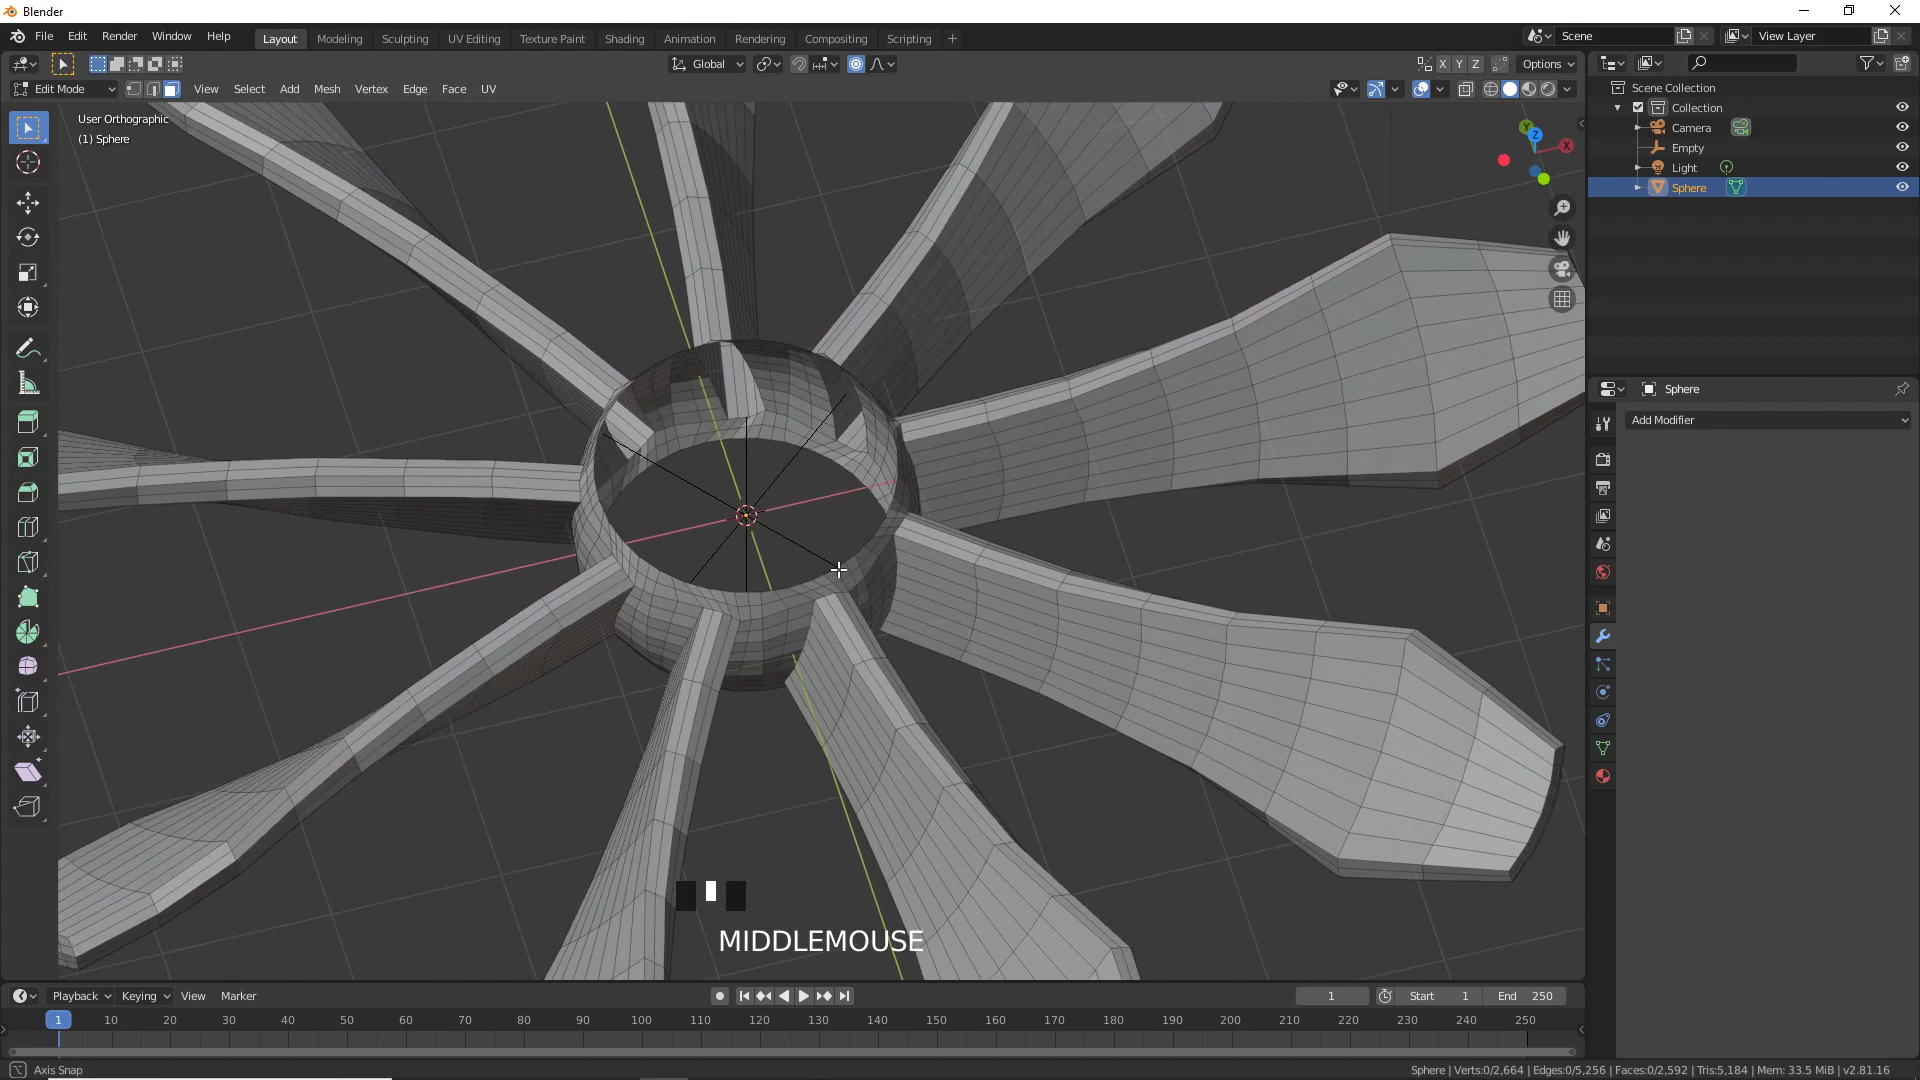 Blender
File Edit Render Window Help
Layout Modeling Sculpting UV Editing Texture Paint Shading Animation Rendering Compositing Scripting +
Scene
View Layer
Global
X Y Z
Options
Edit Mode
View Select Add Mesh Vertex Edge Face UV
User Orthographic
(1) Sphere
Y
Z
X
Scene Collection
Collection
Camera
Empty
Light
Sphere
Sphere
Add Modifier
MIDDLEMOUSE
Playback Keying View Marker
1
Start 1
End 250
1 10 20 30 40 50 60 70 80 90 100 110 120 130 140 150 160 170 180 190 200 210 220 230 240 250
Axis Snap
Sphere | Verts:0/2,664 | Edges:0/5,256 | Faces:0/2,592 | Tris:5,184 | Mem: 33.5 MiB | v2.81.16